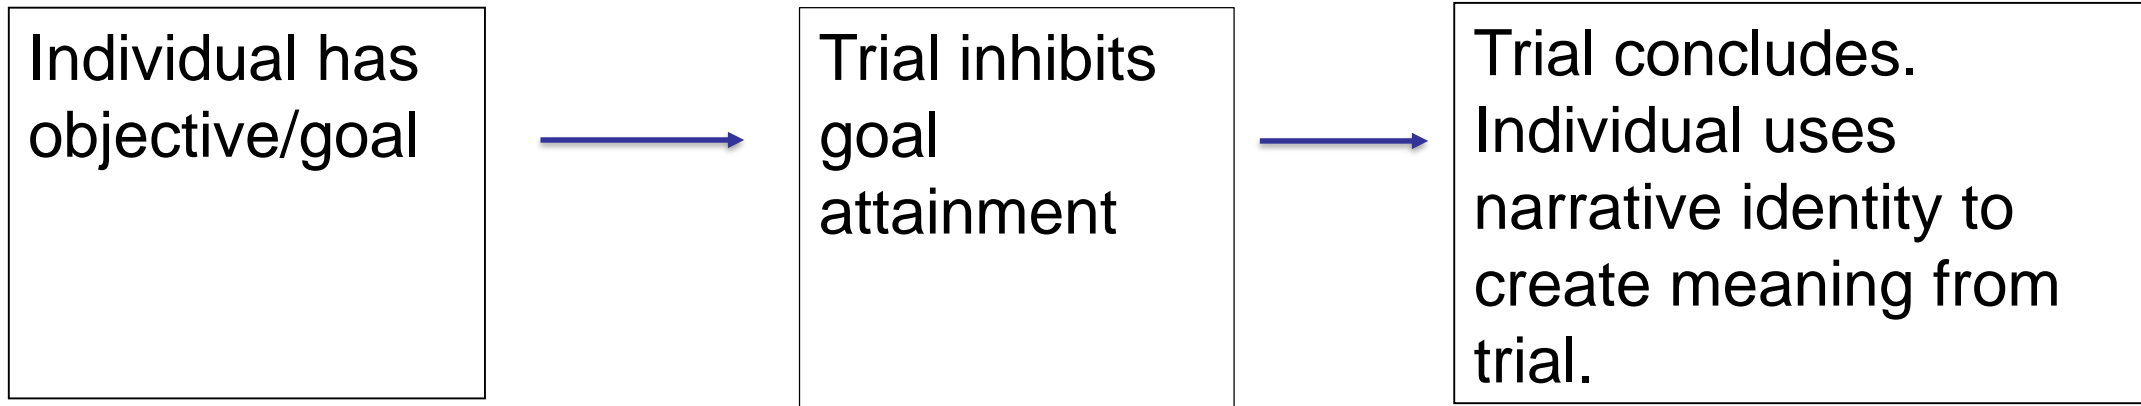 Individual has
objective/goal
Trial inhibits
goal
attainment
Trial concludes.
Individual uses
narrative identity to
create meaning from
trial.